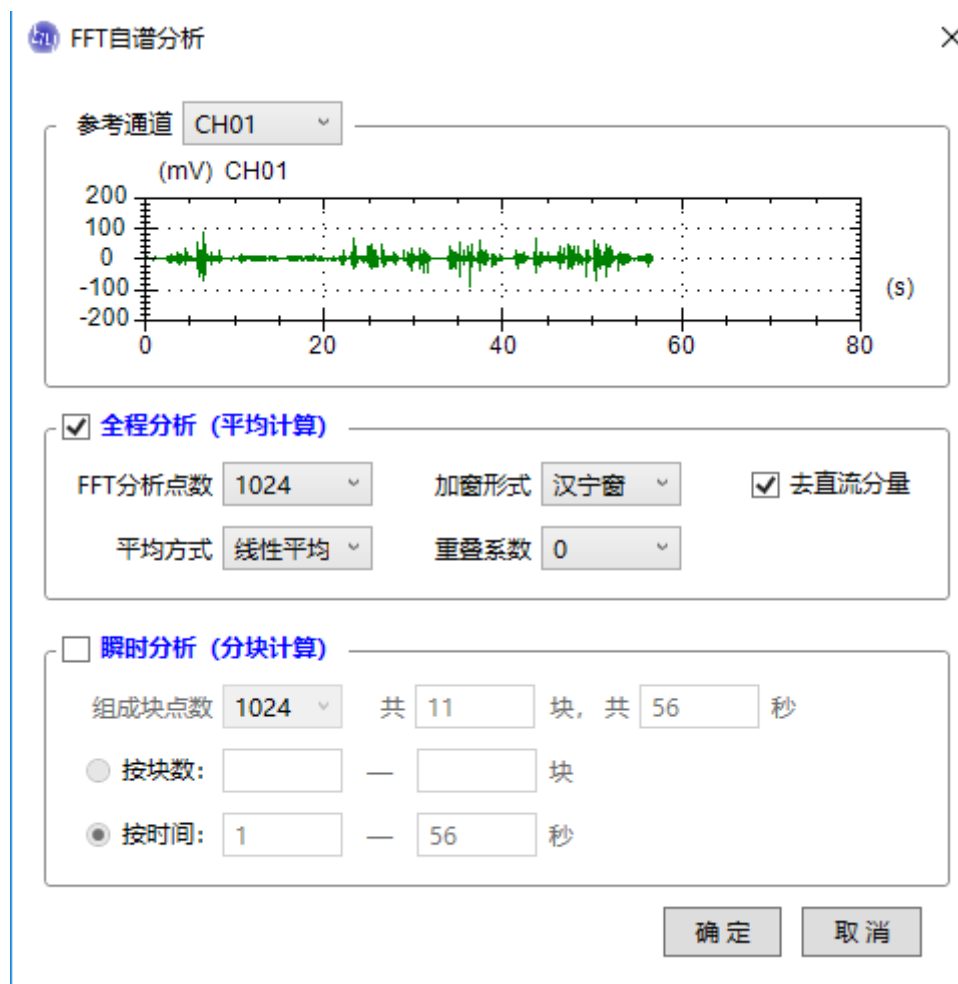 FFT自谱分析
参考通道 CH01
(mV) CH01
200
100
0
-100
-200
(s)
0 20 40 60 80
全程分析（平均计算）
FFT分析点数 1024 加窗形式 汉宁窗 去直流分量
平均方式 线性平均 重叠系数 0
瞬时分析（分块计算）
组成块点数 1024 共 11 块，共 56 秒
按块数： — 块
按时间： 1 — 56 秒
确定 取消